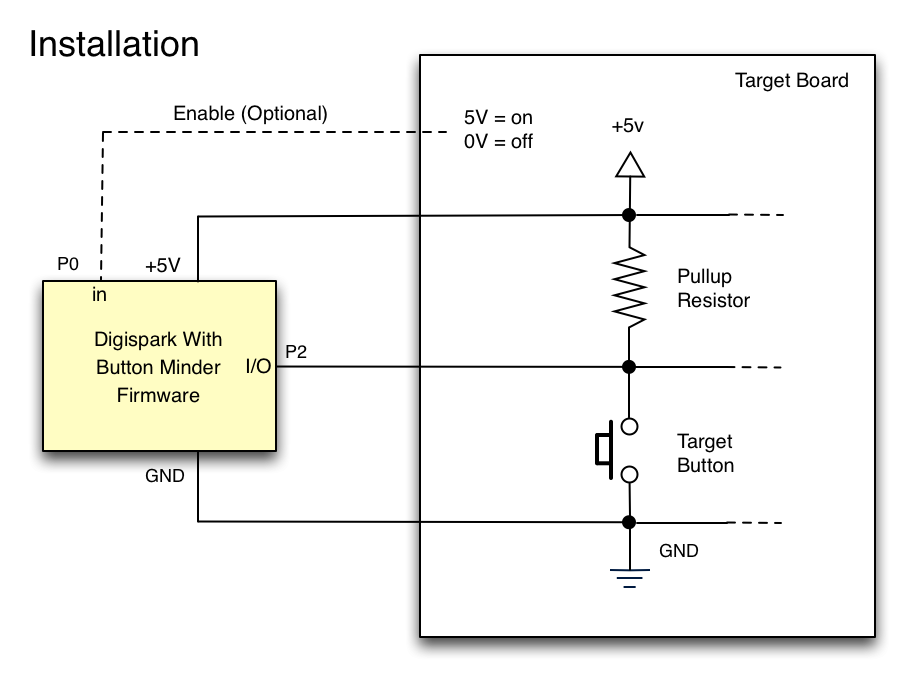 Installation
Target Board
Enable (Optional)
5V = on
0V = off
+5v
P0
+5V
in
Pullup
Resistor
Digispark With
Button Minder
Firmware
I/O
P2
Target
Button
GND
GND